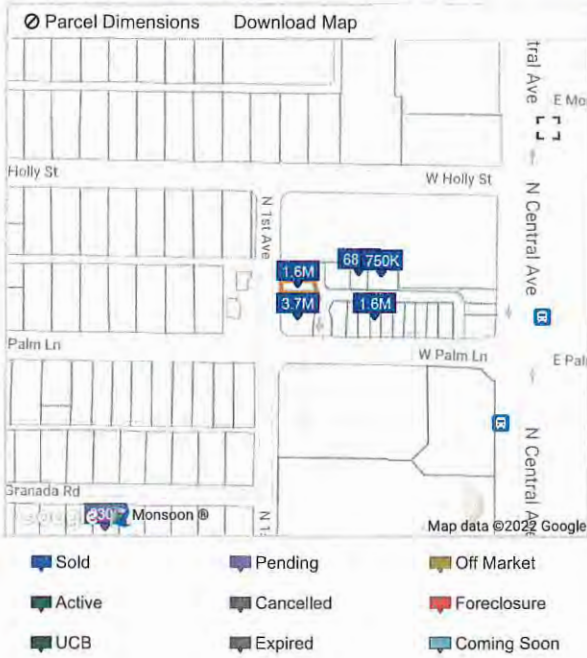 Parcel Dimensions Download Map
tral Ave
E Mo
Holly St
W Holly St
N 1st Ave
N Central Ave
1.6M
68
750K
3.7M
1.6M
Palm Ln
W Palm Ln
E Pal
N Central Av
Granada Rd
N 1
Monsoon ®
Map data ©2022 Google
Sold Pending Off Market
Active Cancelled Foreclosure
UCB Expired Coming Soon